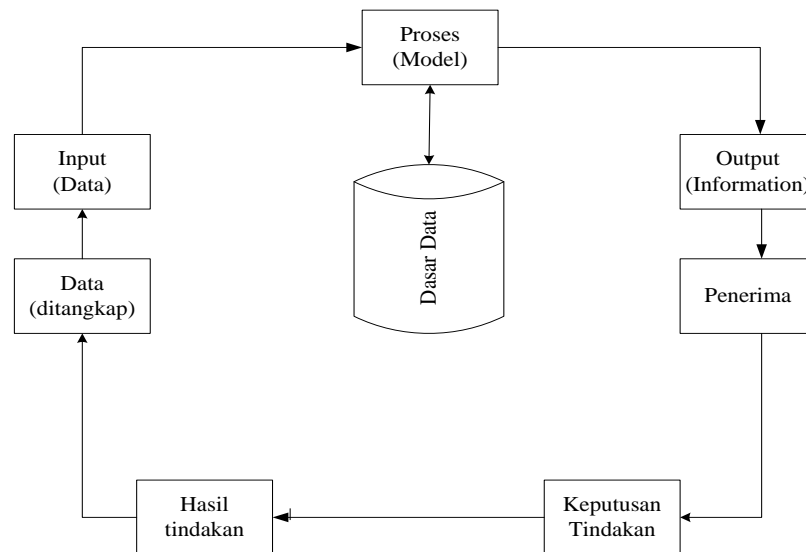 Proses
(Model)
Input
(Data)
Output
(Information)
Dasar Data
Data
(ditangkap)
Penerima
Hasil
tindakan
Keputusan
Tindakan